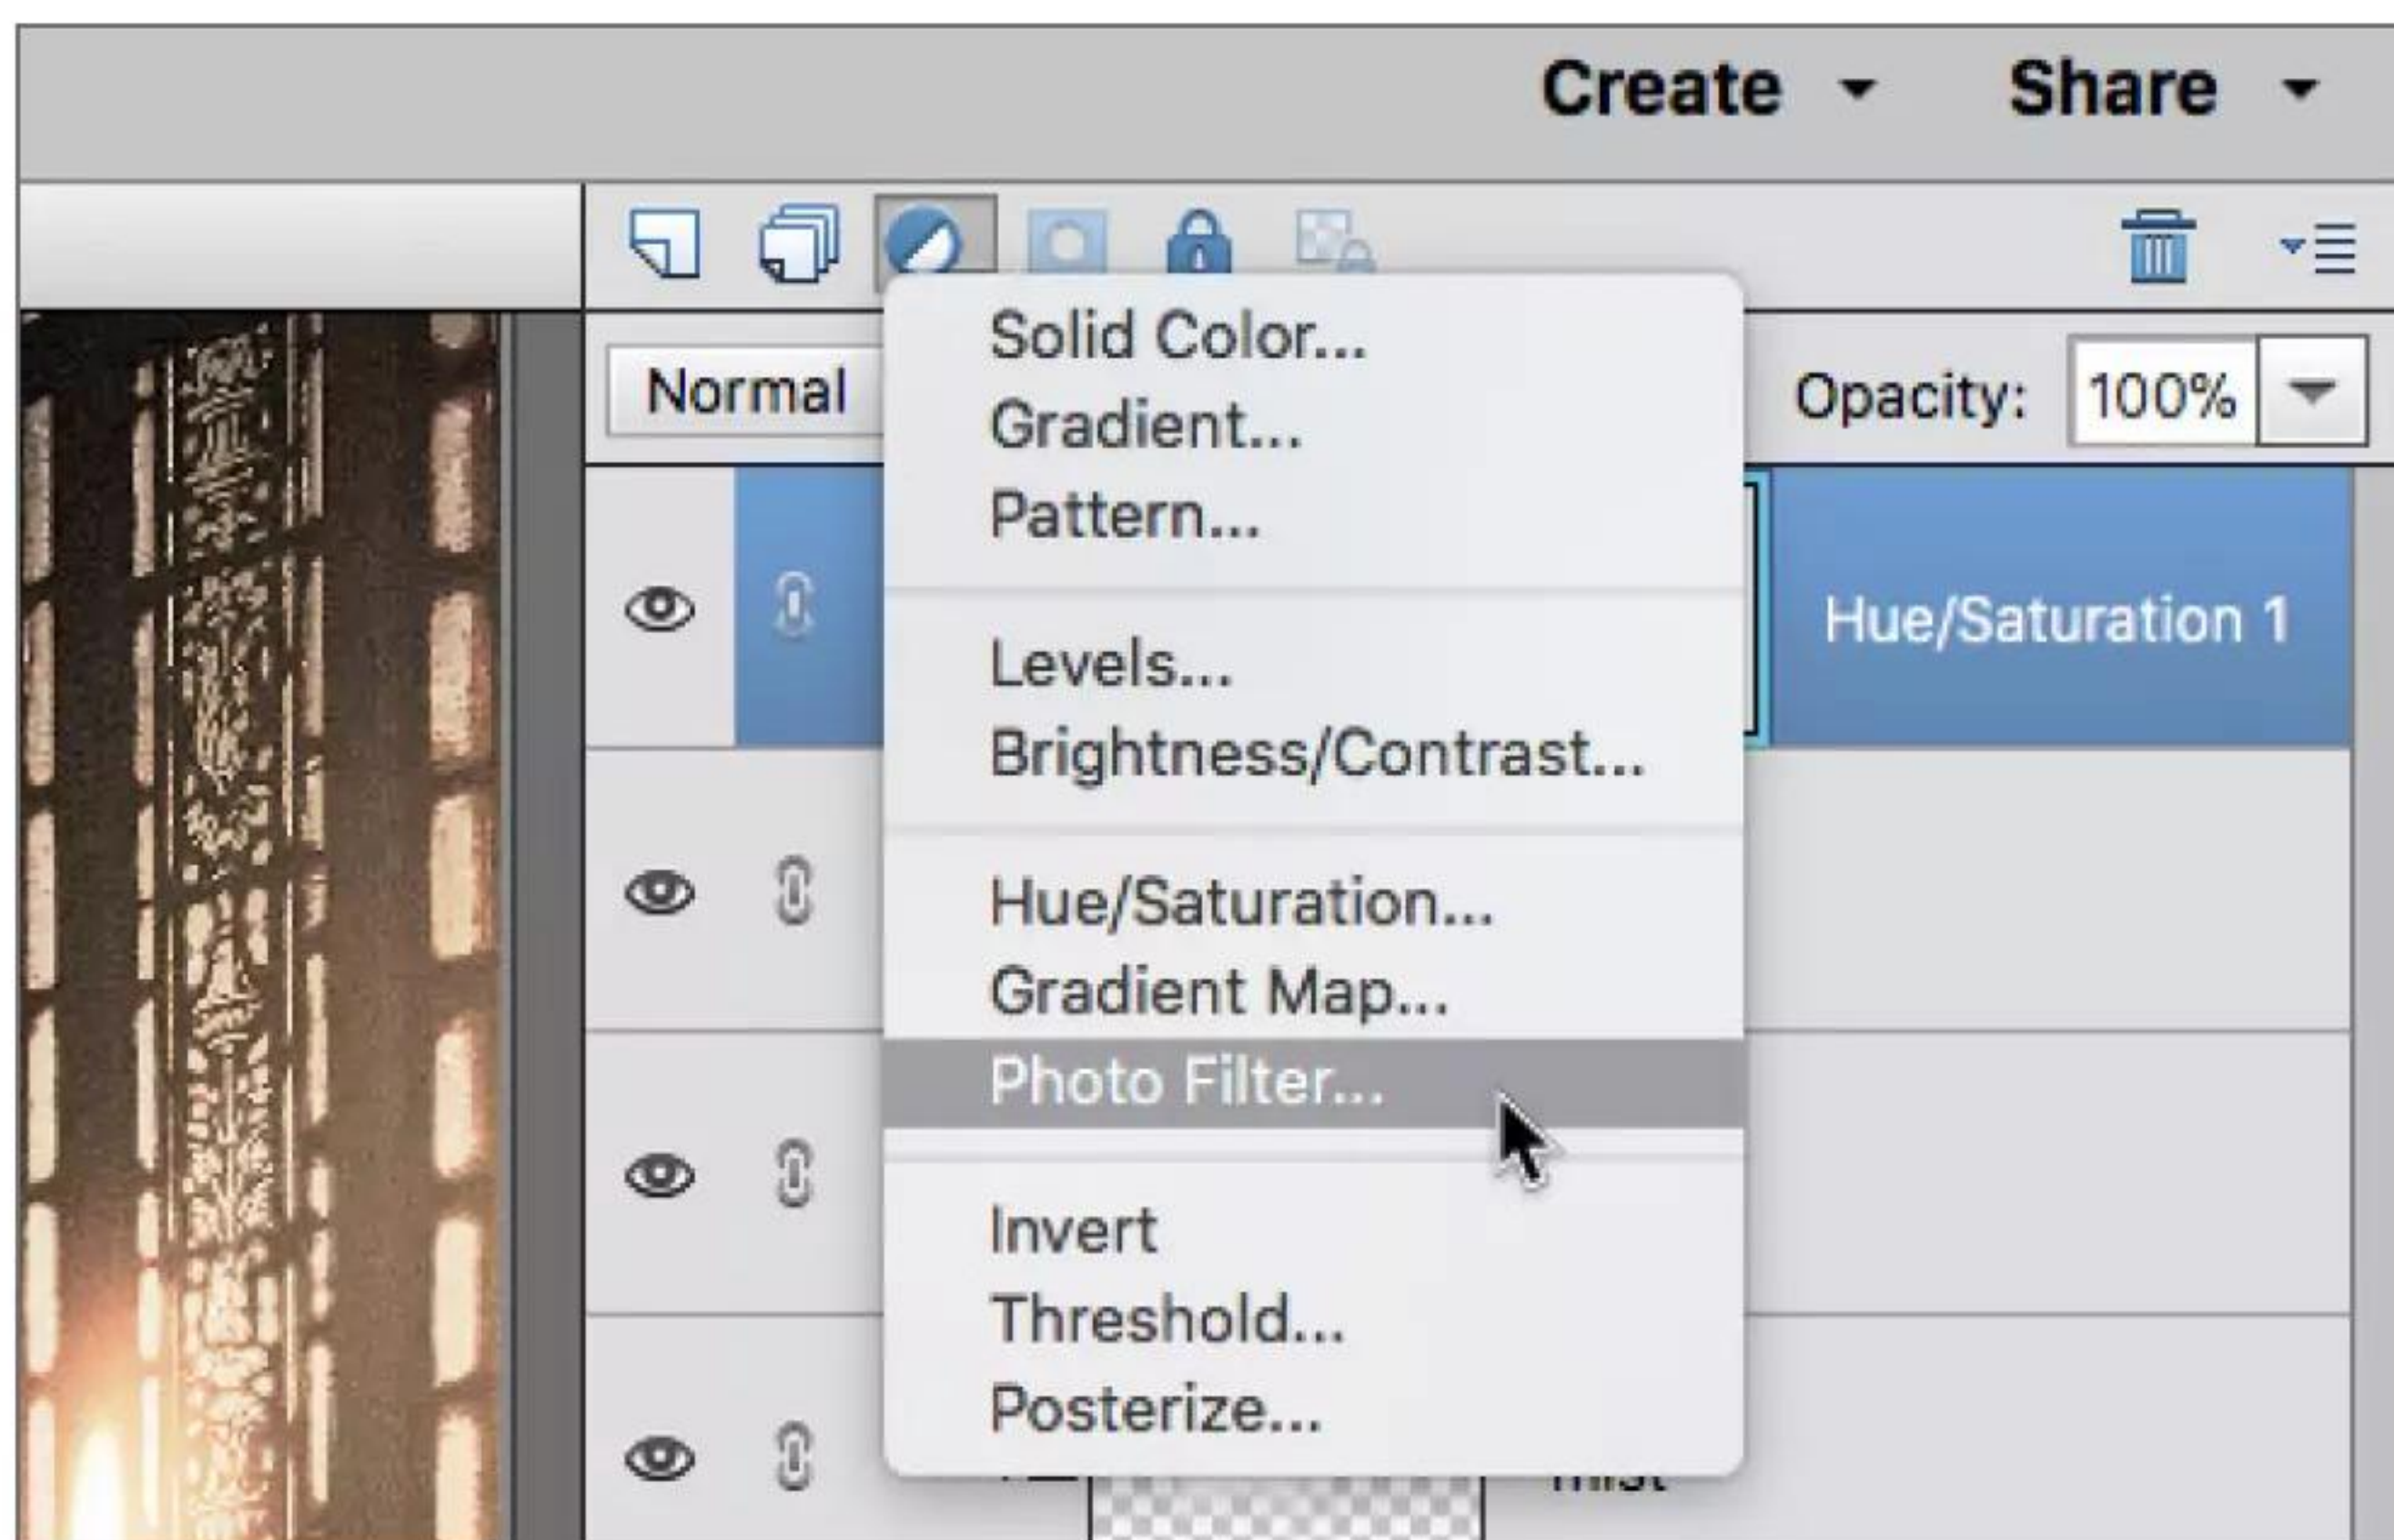 Create Share
Normal
Opacity: 100%
Solid Color...
Gradient...
Pattern...
Hue/Saturation 1
Levels...
Brightness/Contrast...
Hue/Saturation...
Gradient Map...
Photo Filter...
Invert
Threshold...
Posterize...